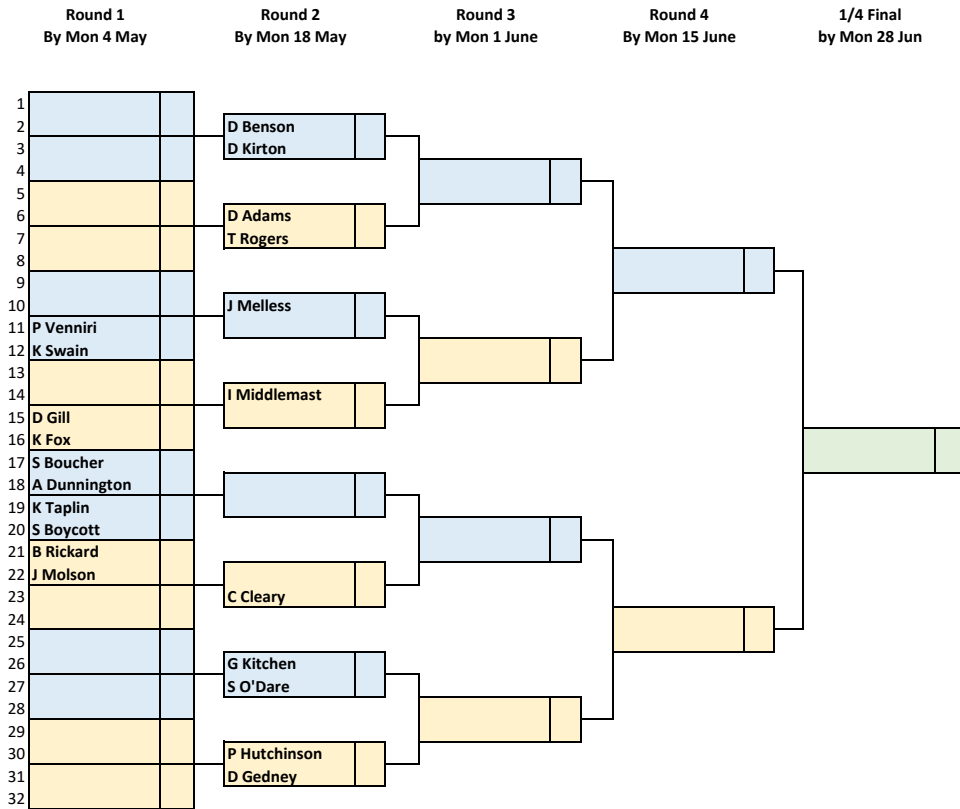 Round 1 Round 2 Round 3 Round 4 1/4 Final
By Mon 4 May By Mon 18 May by Mon 1 June By Mon 15 June by Mon 28 Jun
1
2 D Benson
3 D Kirton
4
5
6 D Adams
7 T Rogers
8
9
10 J Melless
11 P Venniri
12 K Swain
13
14 I Middlemast
15 D Gill
16 K Fox
17 S Boucher
18 A Dunnington
19 K Taplin
20 S Boycott
21 B Rickard
22 J Molson
23 C Cleary
24
25
26 G Kitchen
27 S O'Dare
28
29
30 P Hutchinson
31 D Gedney
32